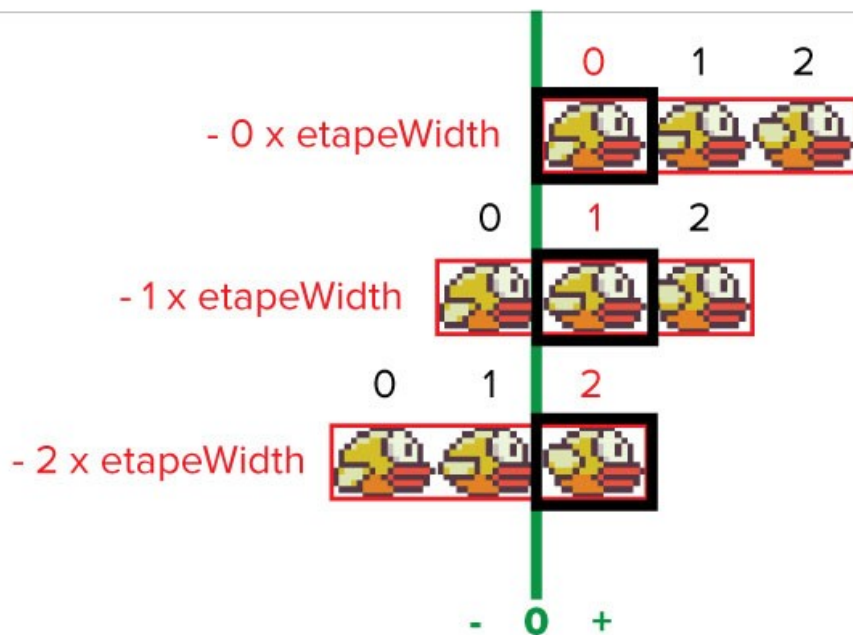 0 1 2
- 0 x etapeWidth
0 1 2
- 1 x etapeWidth
0 1 2
- 2 x etapeWidth
- 0 +